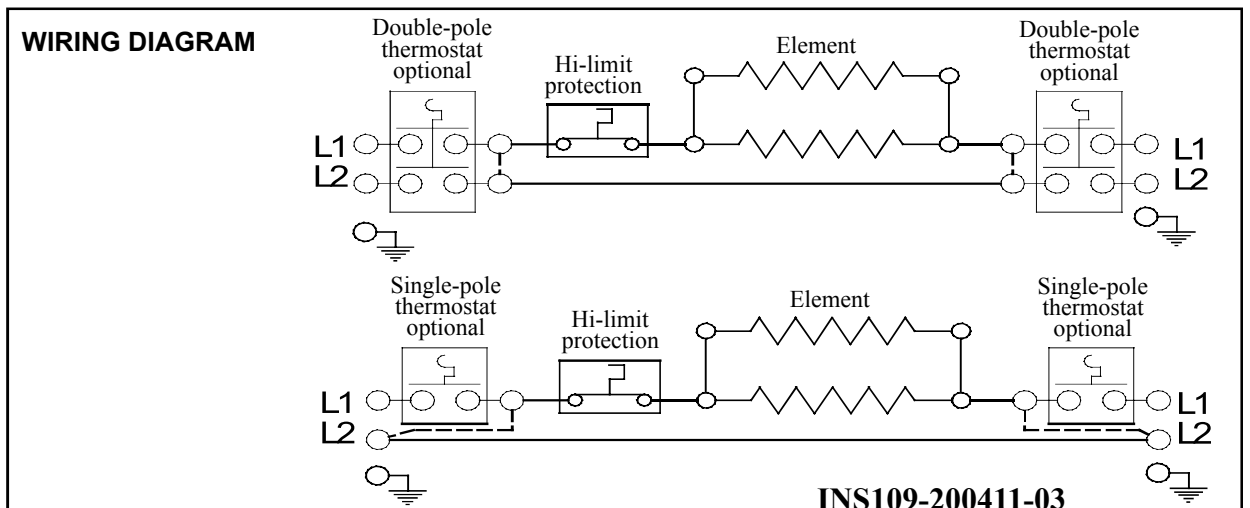 WIRING DIAGRAM
Double-pole
thermostat
optional
Hi-limit
protection
Element
Double-pole
thermostat
optional
L1
L2
L1
L2
Single-pole
thermostat
optional
Hi-limit
protection
Element
Single-pole
thermostat
optional
L1
L2
L1
L2
INS109-200411-03